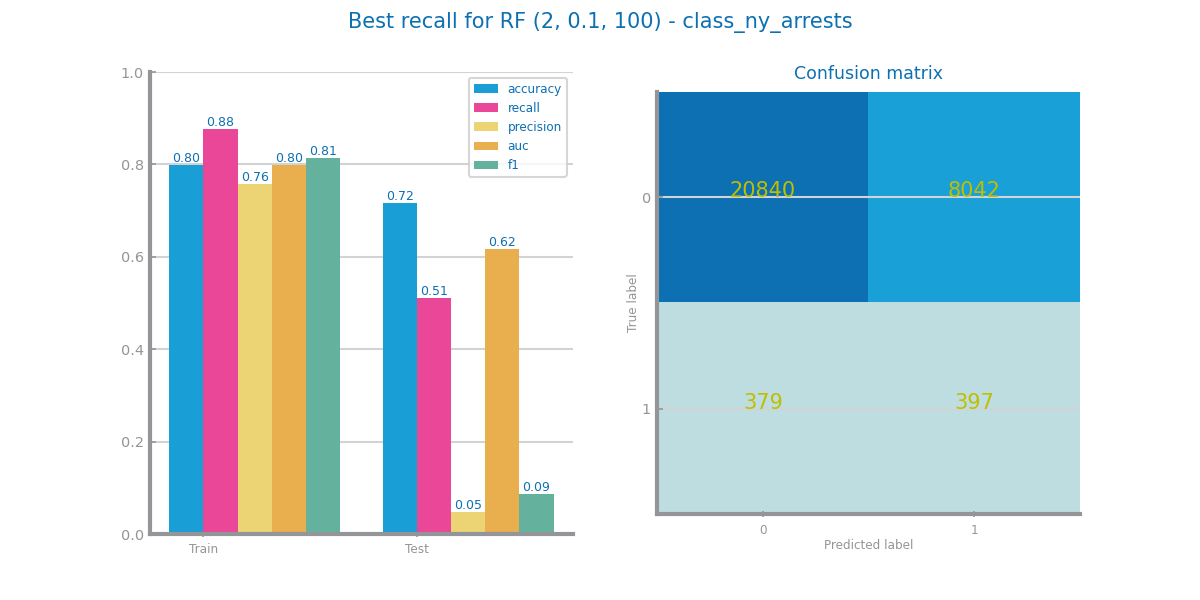 Best recall for RF (2, 0.1, 100) - class_ny_arrests
1.0
0.8
0.6
0.4
0.2
0.0
0.80
0.88
0.76
0.80
0.81
0.72
0.51
0.05
0.62
0.09
accuracy
recall
precision
auc
f1
Train
Test
Confusion matrix
True label
0
1
20840
8042
379
397
0
1
Predicted label